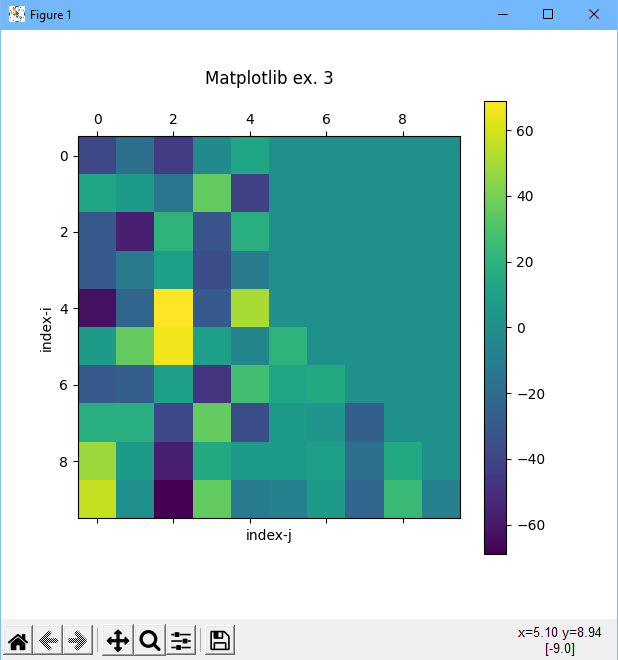 Figure 1
Matplotlib ex. 3
0 2 4 6 8
60
40
20
0
−20
−40
−60
0
2
4
6
8
index-i
index-j
x=5.10 y=8.94
[-9.0]